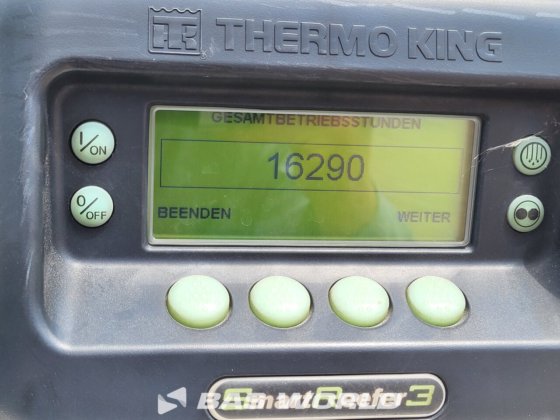 THERMO KING
GESAMTBETRIEBSSTUNDEN
I/ON
16290
0/OFF
BEENDEN
WEITER
SmartReefer3